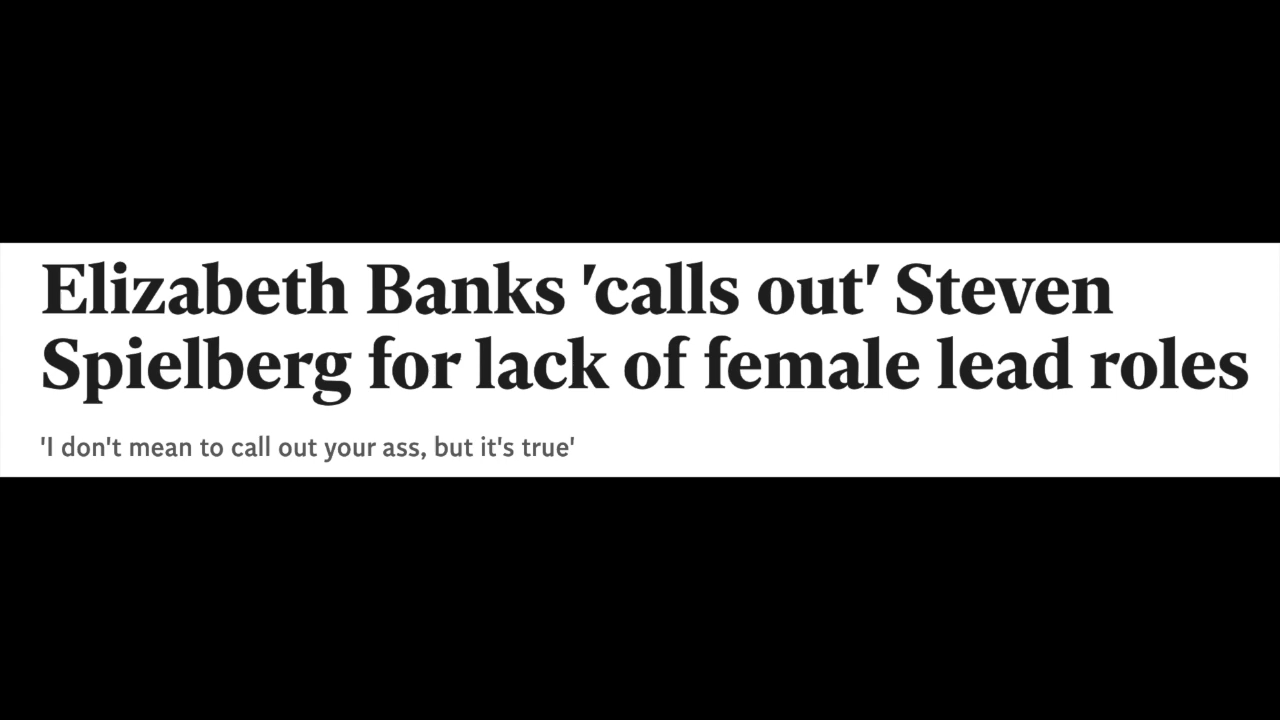 Elizabeth Banks 'calls out' Steven
Spielberg for lack of female lead roles
'I don't mean to call out your ass, but it's true'